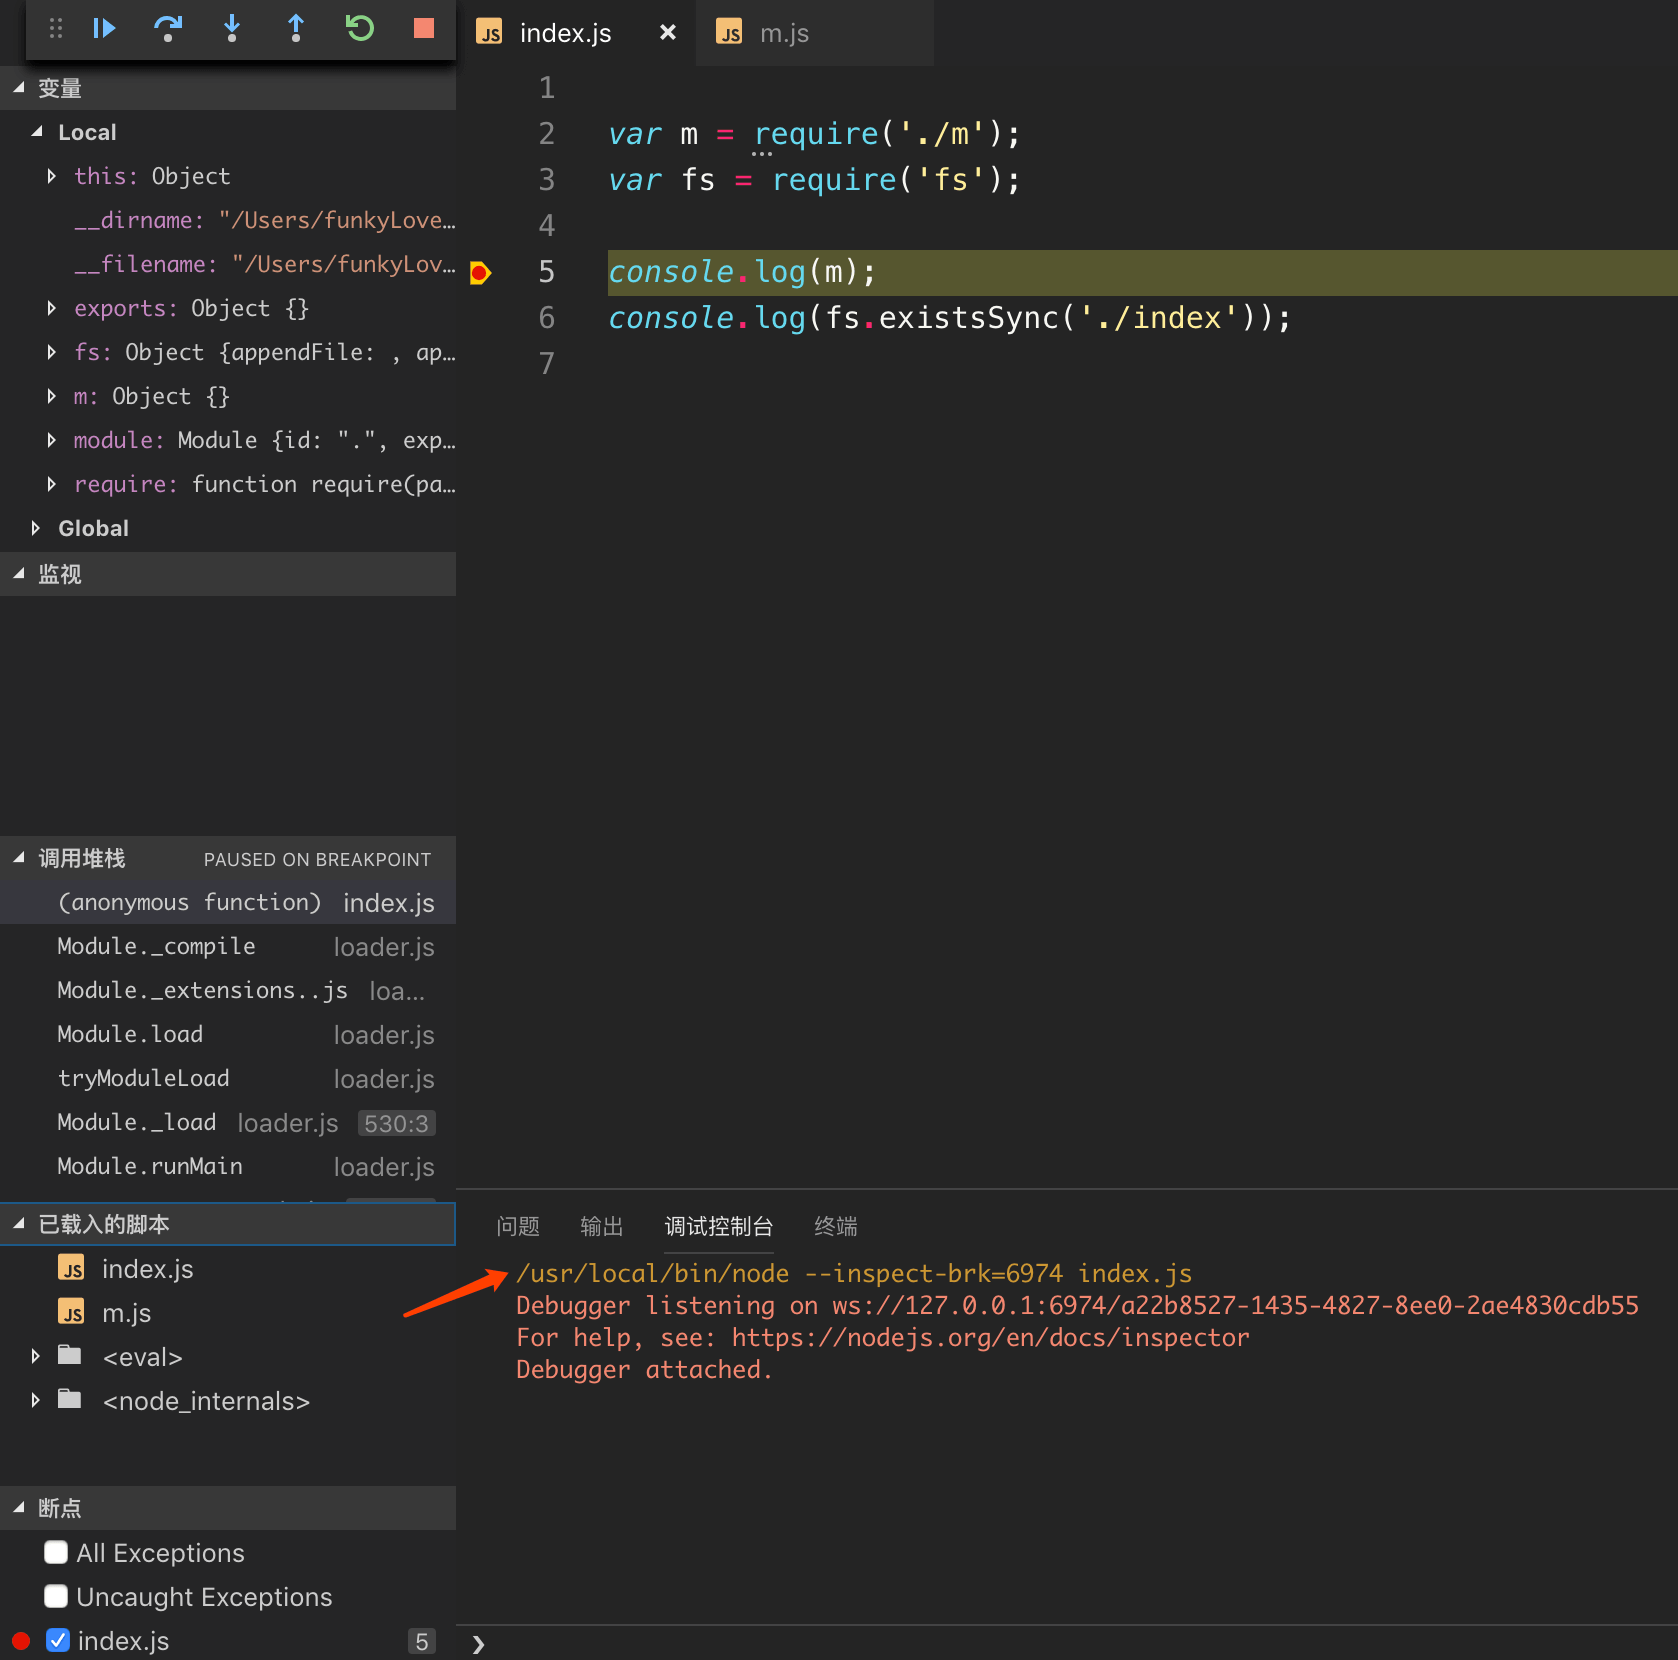 变量
Local
this: Object
__dirname: "/Users/funkyLove…
__filename: "/Users/funkyLov…
exports: Object {}
fs: Object {appendFile: , ap…
m: Object {}
module: Module {id: ".", exp…
require: function require(pa…
Global
监视
调用堆栈 PAUSED ON BREAKPOINT
(anonymous function) index.js
Module._compile loader.js
Module._extensions..js loa…
Module.load loader.js
tryModuleLoad loader.js
Module._load loader.js 530:3
Module.runMain loader.js
已载入的脚本
JS index.js
JS m.js
<eval>
<node_internals>
断点
All Exceptions
Uncaught Exceptions
index.js 5
JS index.js × JS m.js
1
2 var m = require('./m');
3 var fs = require('fs');
4
5 console.log(m);
6 console.log(fs.existsSync('./index'));
7
问题 输出 调试控制台 终端
/usr/local/bin/node --inspect-brk=6974 index.js
Debugger listening on ws://127.0.0.1:6974/a22b8527-1435-4827-8ee0-2ae4830cdb55
For help, see: https://nodejs.org/en/docs/inspector
Debugger attached.
❯